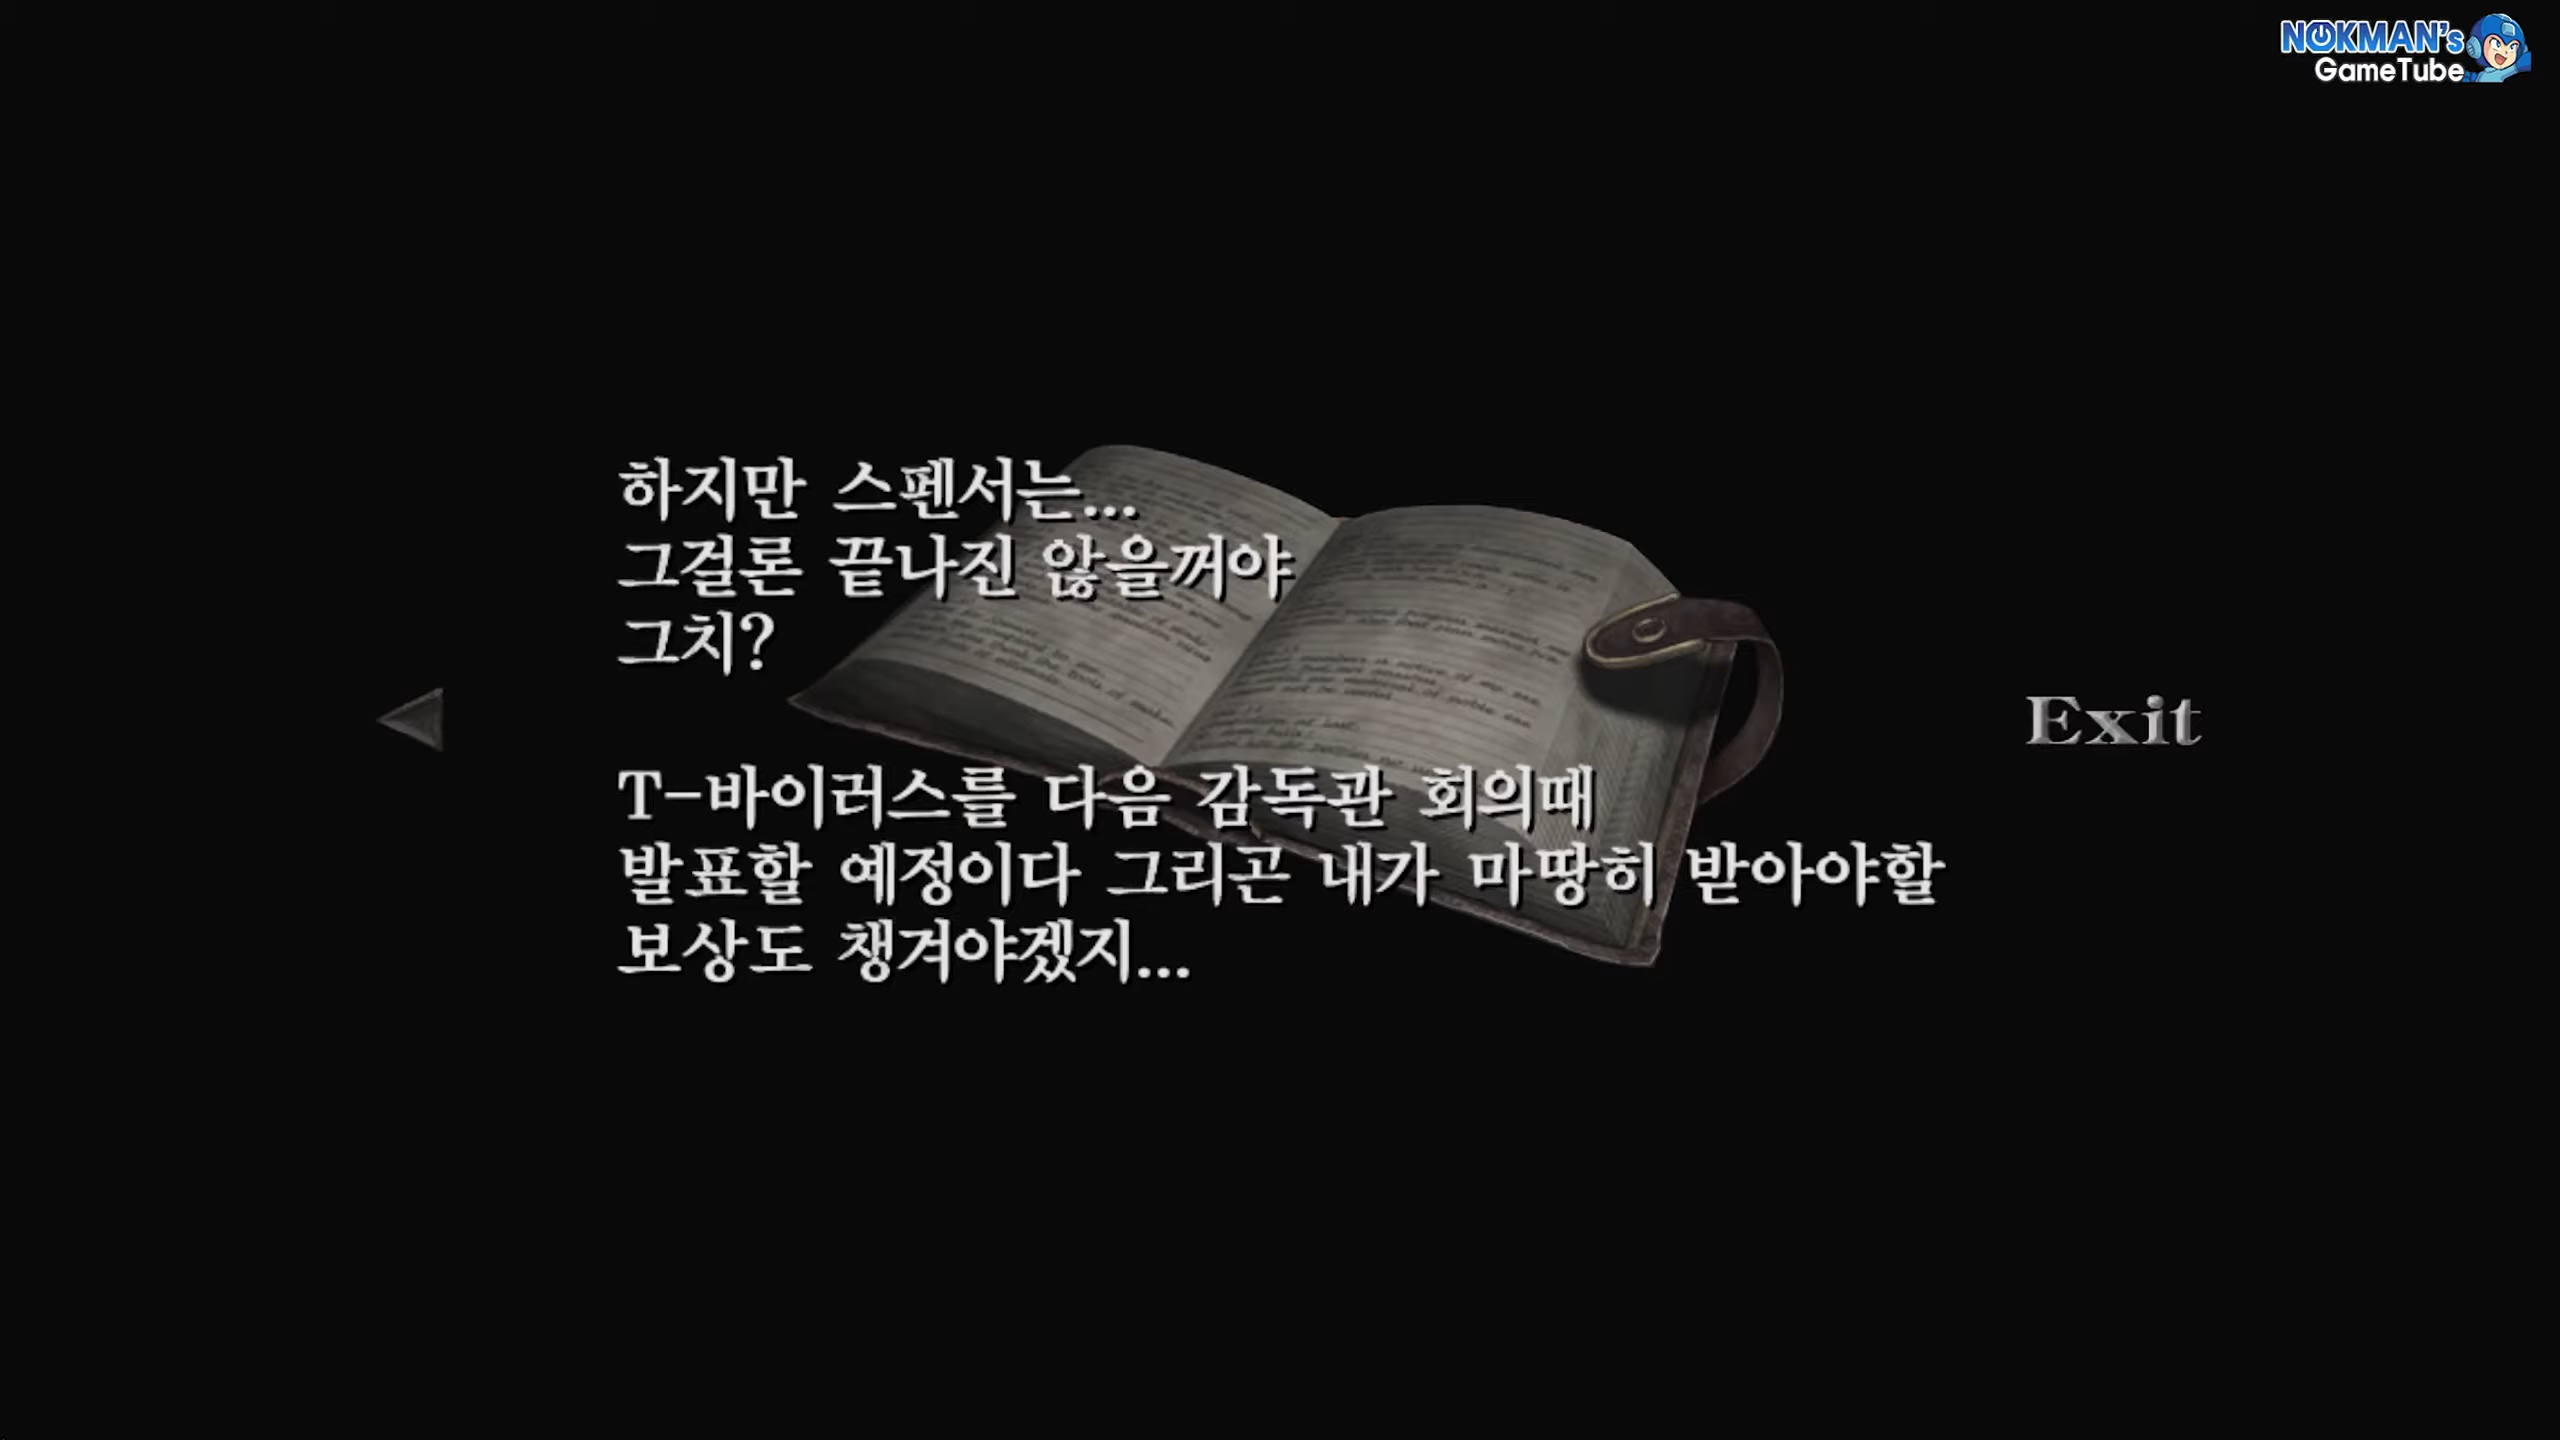 NOKMAN's
GameTube
하지만 스펜서는...
그걸론 끝나진 않을꺼야
그치?
Exit
T-바이러스를 다음 감독관 회의때
발표할 예정이다 그리곤 내가 마땅히 받아야할
보상도 챙겨야겠지...